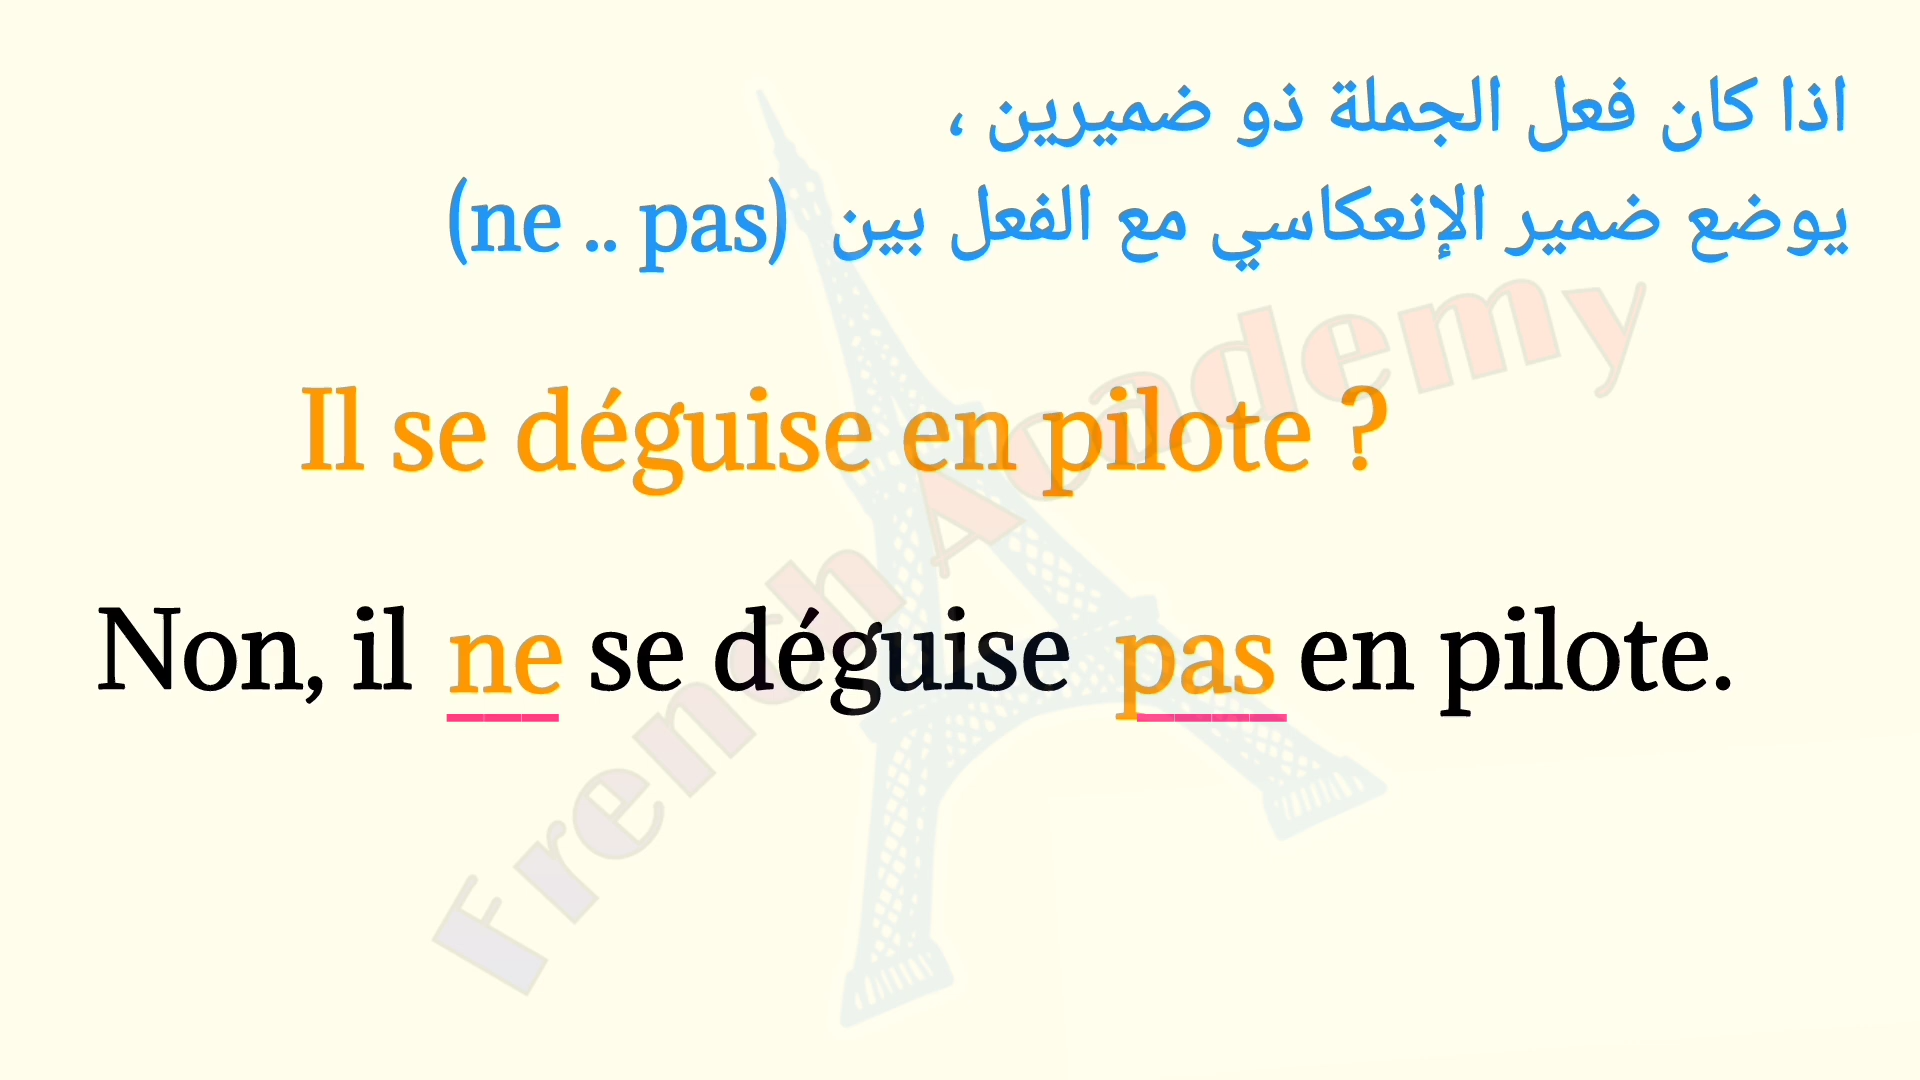 اذا كان فعل الجملة ذو ضميرين ،
يوضع ضمير الإنعكاسي مع الفعل بين (ne .. pas)
Il se déguise en pilote ?
Non, il ne se déguise pas en pilote.
French Academy